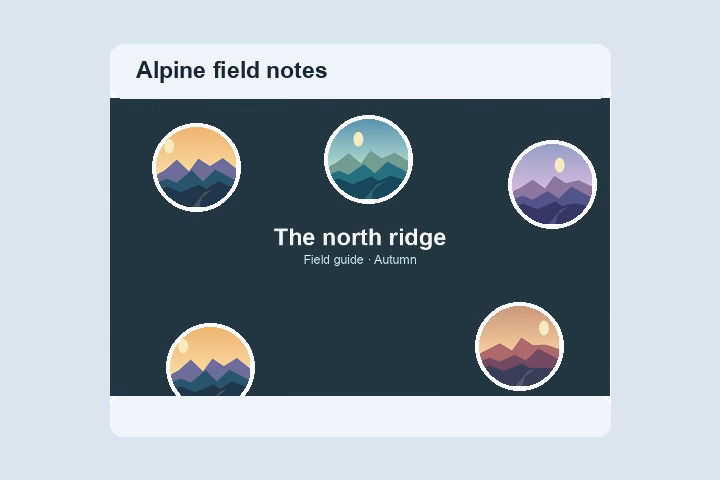 Alpine field notes
The north ridge
Field guide · Autumn